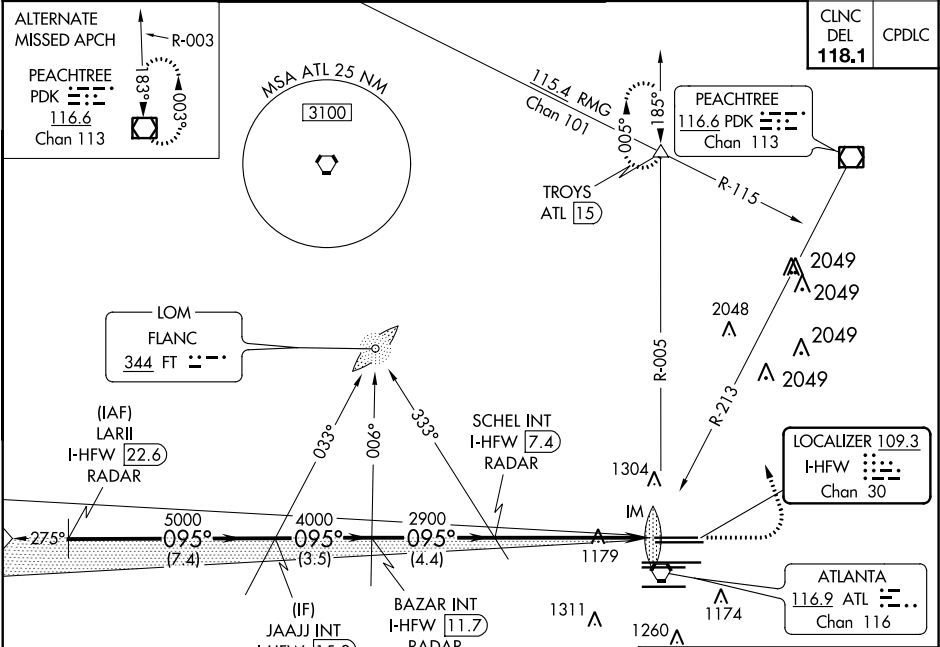 ALTERNATE
MISSED APCH
R-003
PEACHTREE
PDK
116.6
Chan 113
183°
003°
MSA ATL 25 NM
3100
115.4 RMG
Chan 101
005°
185°
CLNC
DEL
118.1
CPDLC
PEACHTREE
116.6 PDK
Chan 113
TROYS
ATL 15
R-115
2049
2049
2048
2049
2049
R-005
R-213
LOM
FLANC
344 FT
(IAF)
LARII
I-HFW 22.6
RADAR
033°
006°
333°
SCHEL INT
I-HFW 7.4
RADAR
1304
IM
LOCALIZER 109.3
I-HFW
Chan 30
275°
5000
095°
(7.4)
4000
095°
(3.5)
2900
095°
(4.4)
1179
(IF)
JAAJJ INT
I-HFW 15.2
BAZAR INT
I-HFW 11.7
RADAR
1311
1260
1174
ATLANTA
116.9 ATL
Chan 116